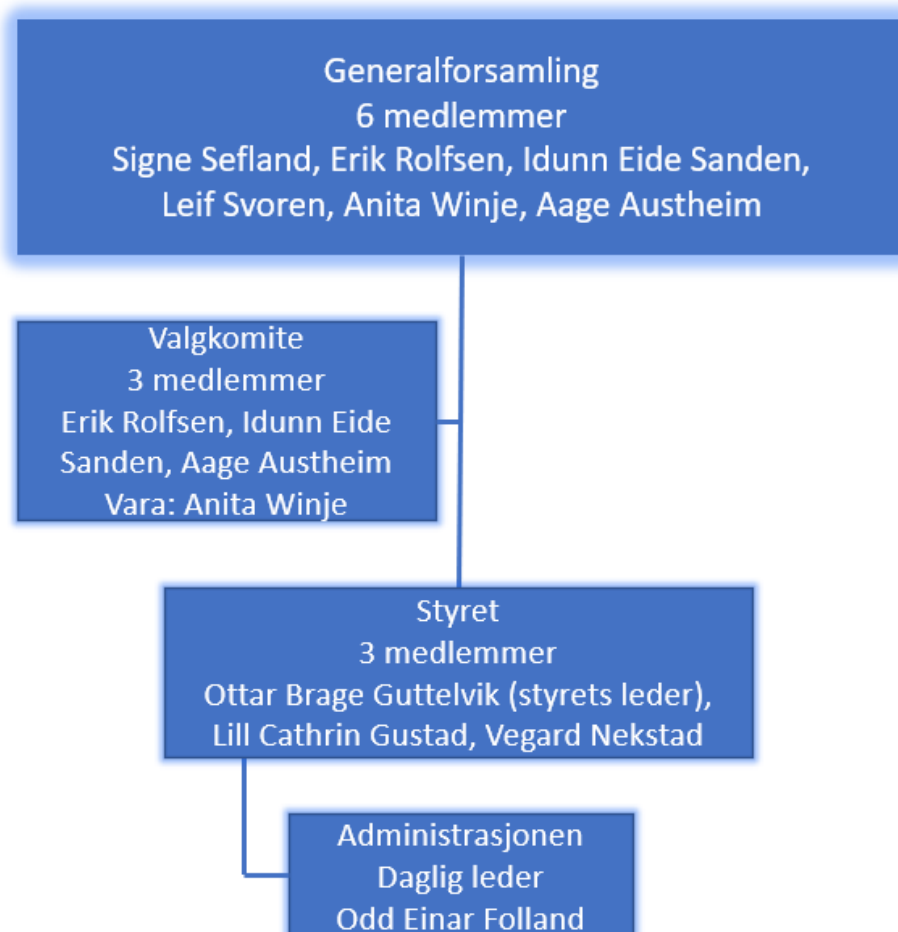 Generalforsamling
6 medlemmer
Signe Sefland, Erik Rolfsen, Idunn Eide Sanden,
Leif Svoren, Anita Winje, Aage Austheim
Valgkomite
3 medlemmer
Erik Rolfsen, Idunn Eide
Sanden, Aage Austheim
Vara: Anita Winje
Styret
3 medlemmer
Ottar Brage Guttelvik (styrets leder),
Lill Cathrin Gustad, Vegard Nekstad
Administrasjonen
Daglig leder
Odd Einar Folland